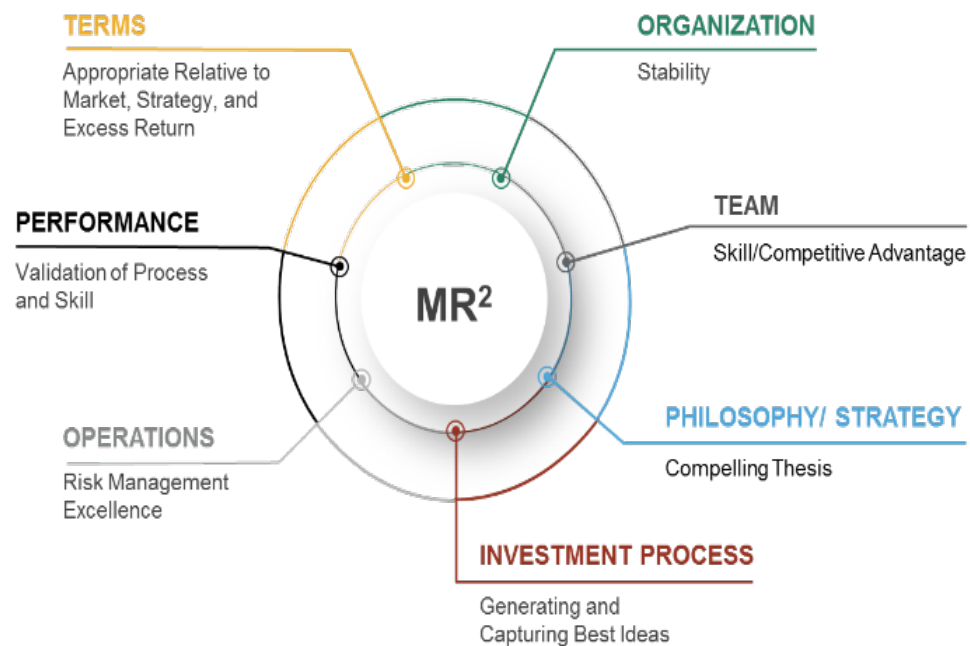 TERMS
Appropriate Relative to
Market, Strategy, and
Excess Return
ORGANIZATION
Stability
PERFORMANCE
Validation of Process
and Skill
TEAM
Skill/Competitive Advantage
MR²
OPERATIONS
Risk Management
Excellence
PHILOSOPHY/ STRATEGY
Compelling Thesis
INVESTMENT PROCESS
Generating and
Capturing Best Ideas